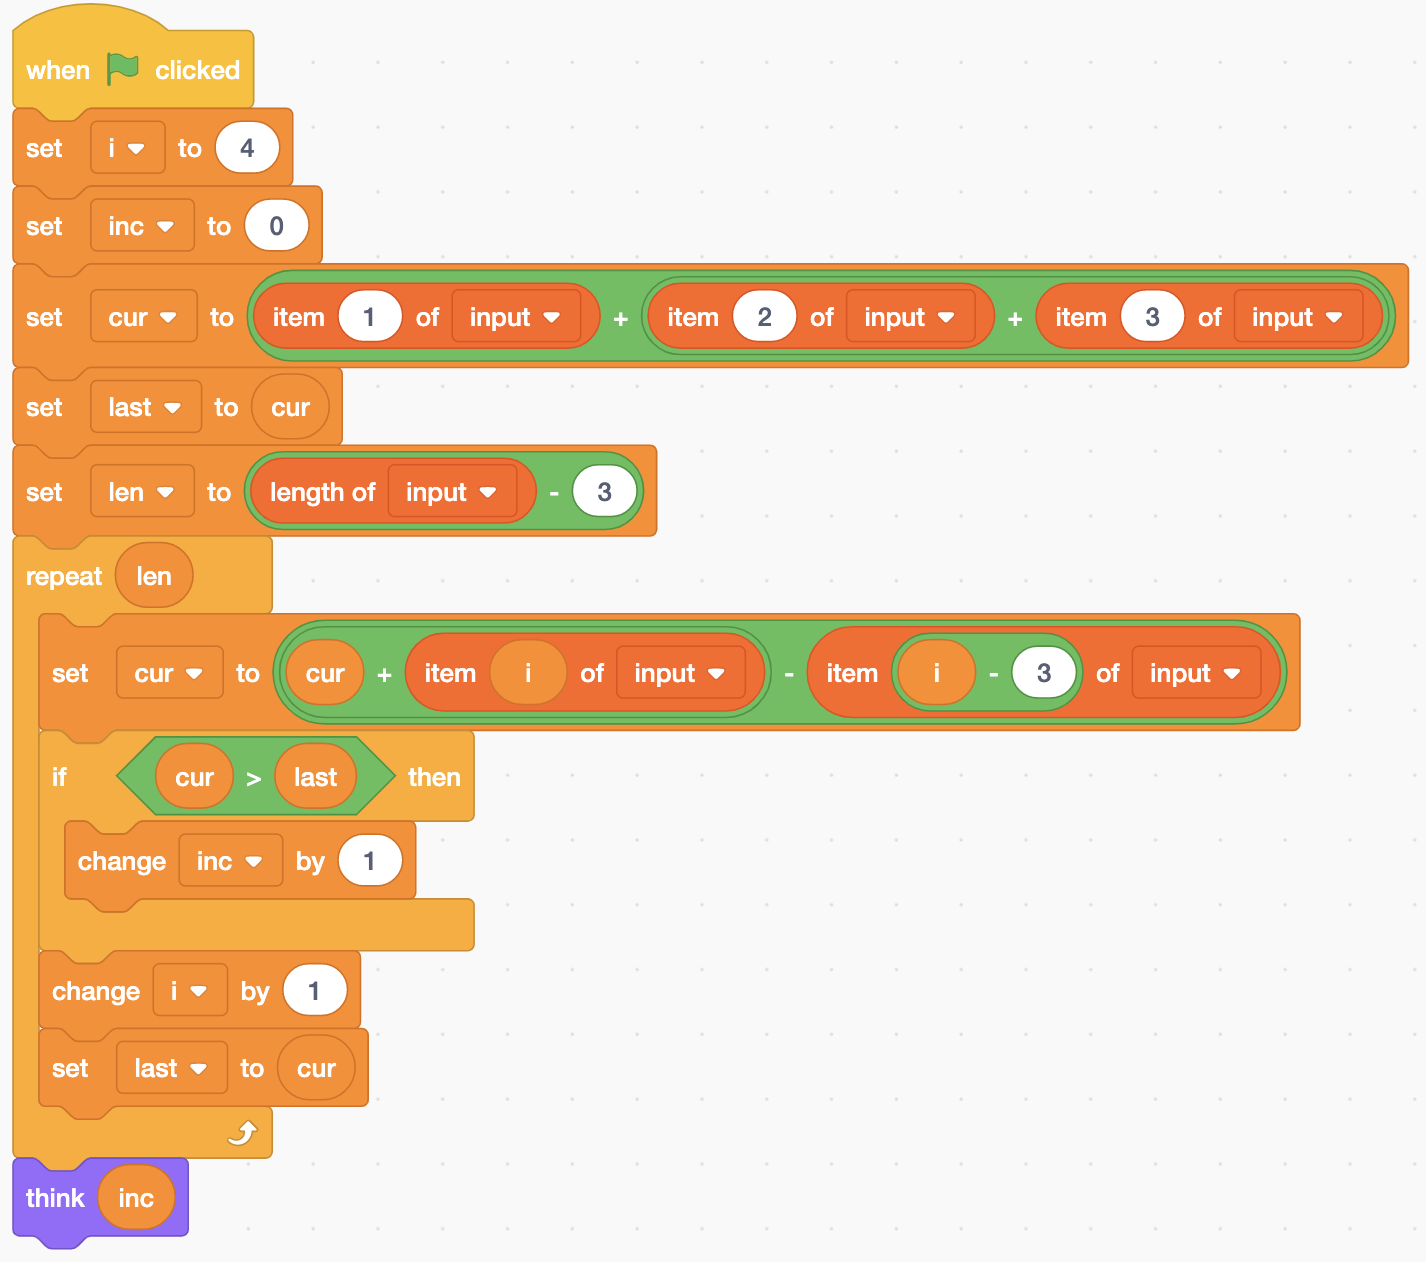 when clicked
set i to 4
set inc to 0
set cur to item 1 of input + item 2 of input + item 3 of input
set last to cur
set len to length of input - 3
repeat len
set cur to cur + item i of input - item i - 3 of input
if cur > last then
change inc by 1
change i by 1
set last to cur
think inc